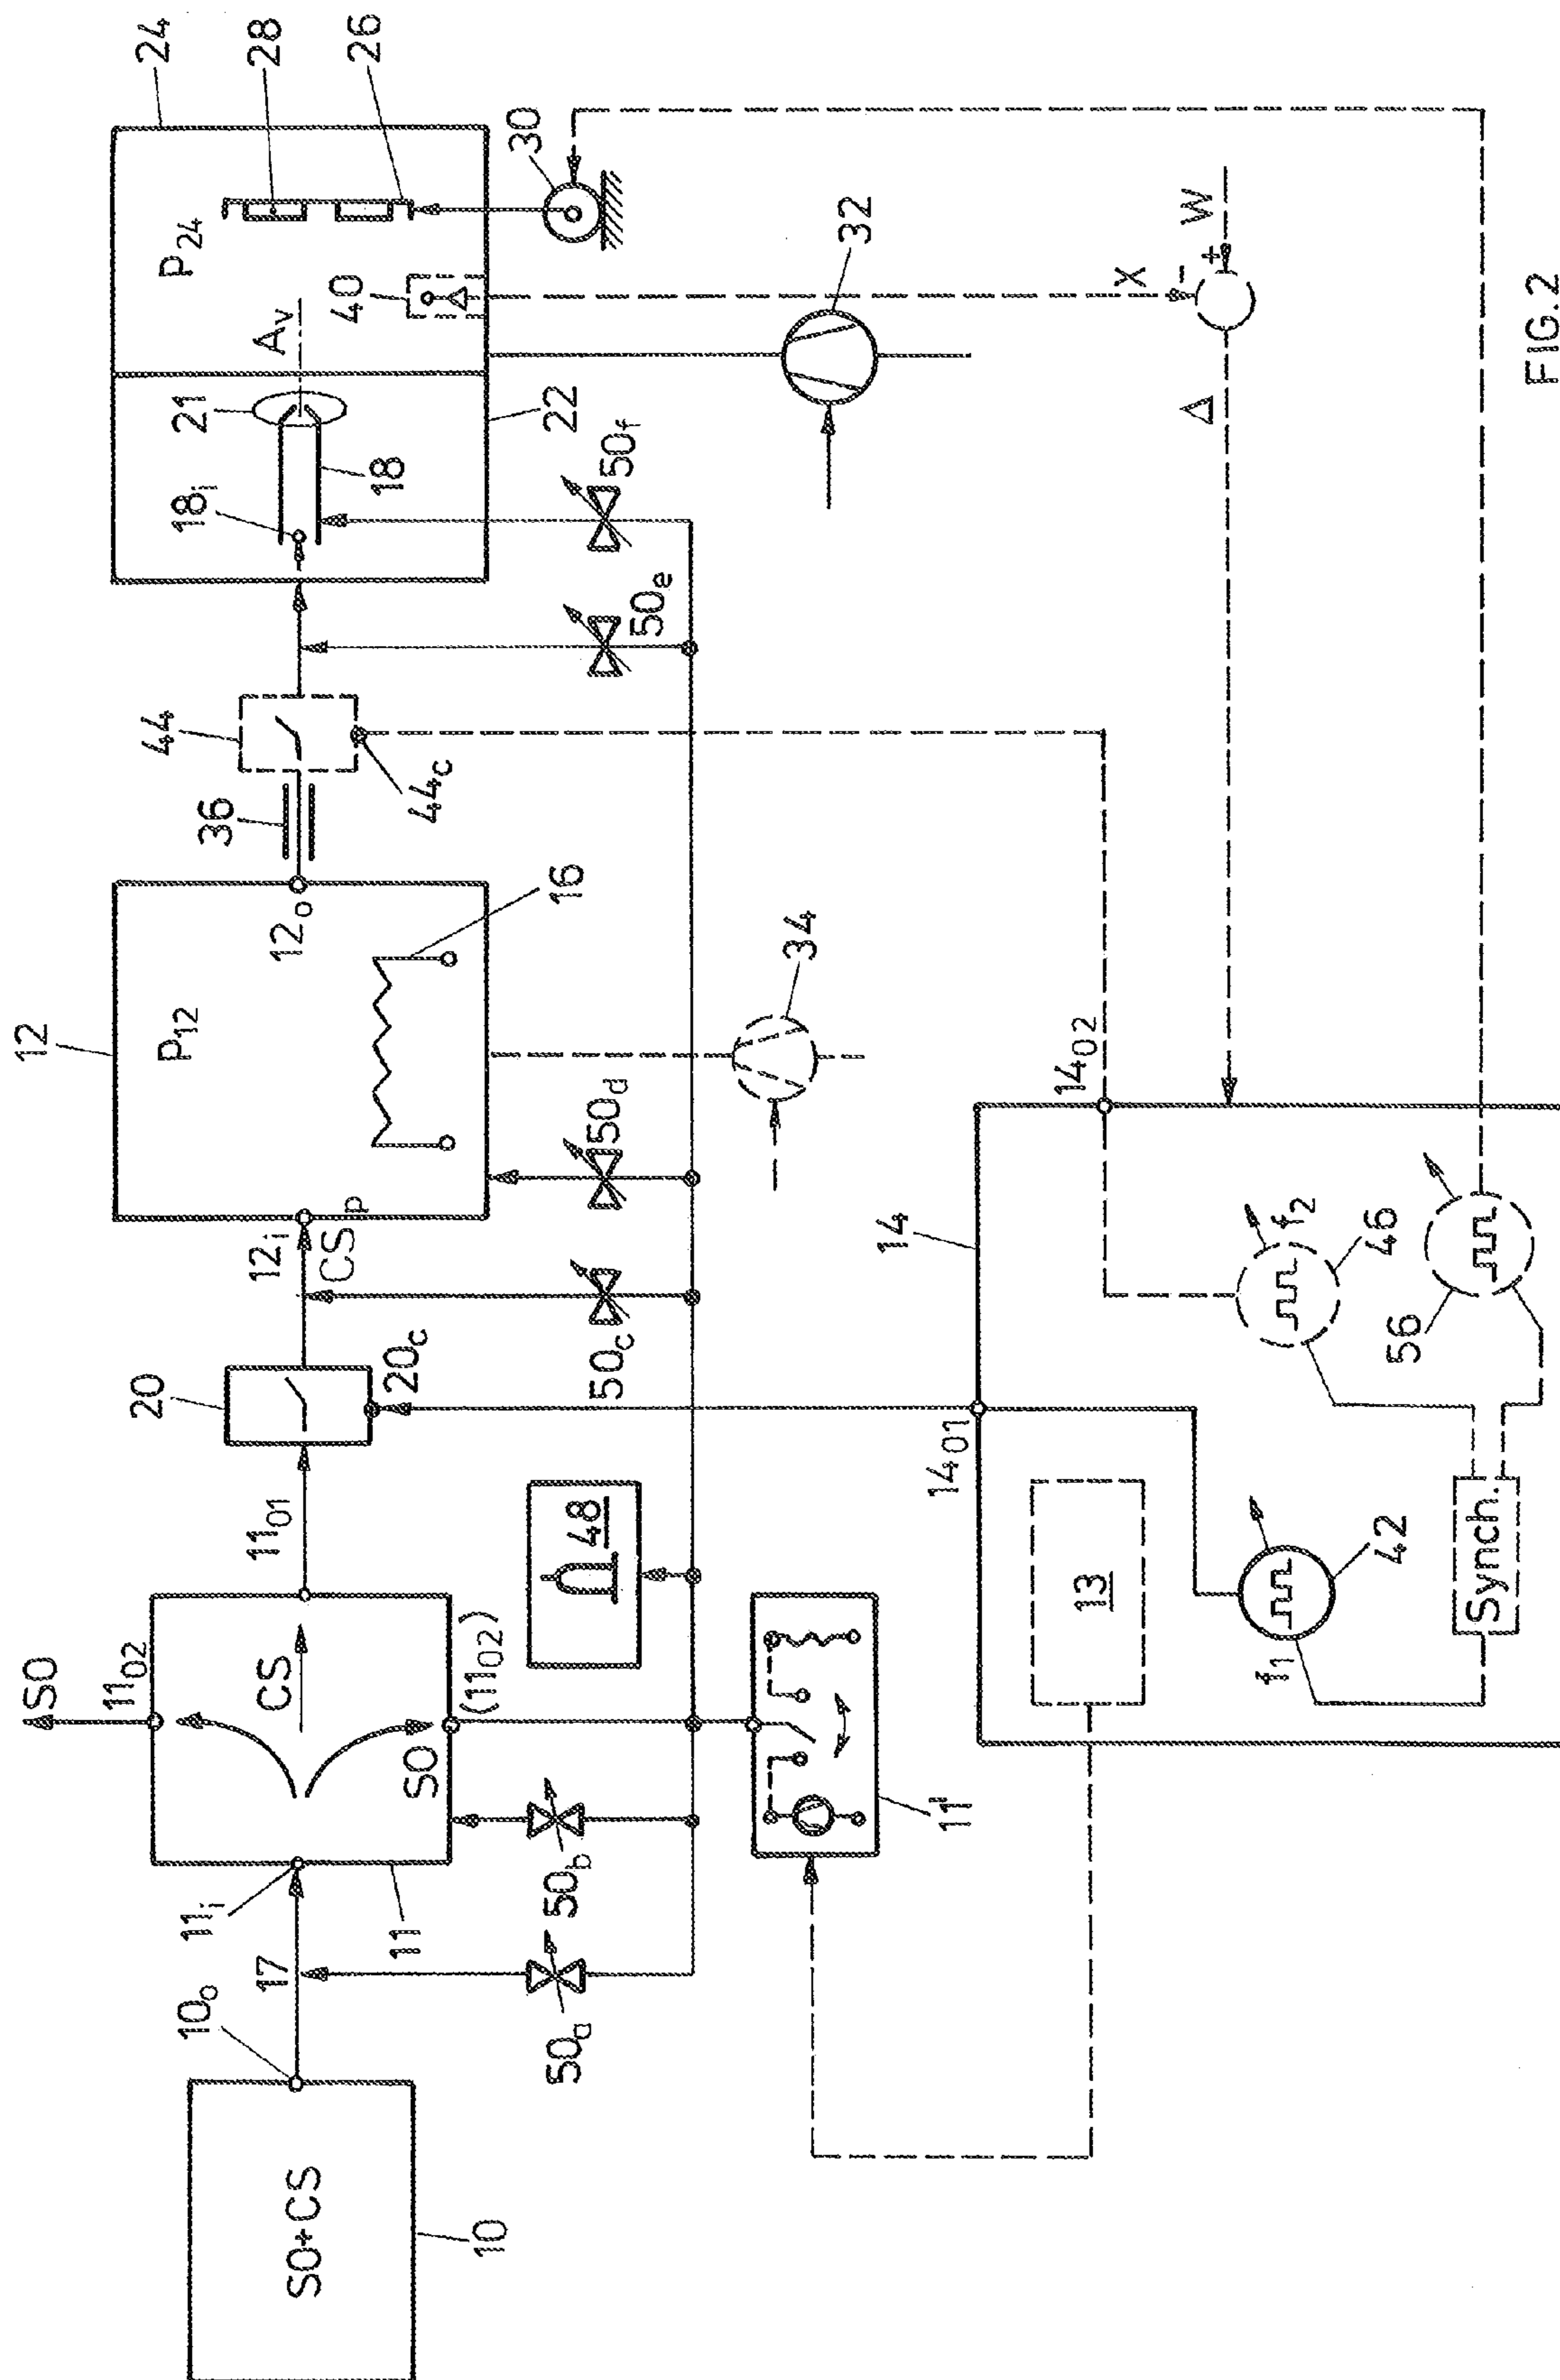 SO+CS
10
10o
17
11i
11
SO
11O2
CS
SO
(11O2)
11O1
20
20c
12i
CSp
12
P12
12o
16
36
44
44c
18i
18
21
Av
22
P24
24
28
26
30
40
32
50a
50b
50c
50d
50e
50f
48
11'
34
X
-
+
W
Δ
14O1
14
14O2
13
f1
42
Synch.
f2
46
56
FIG. 2